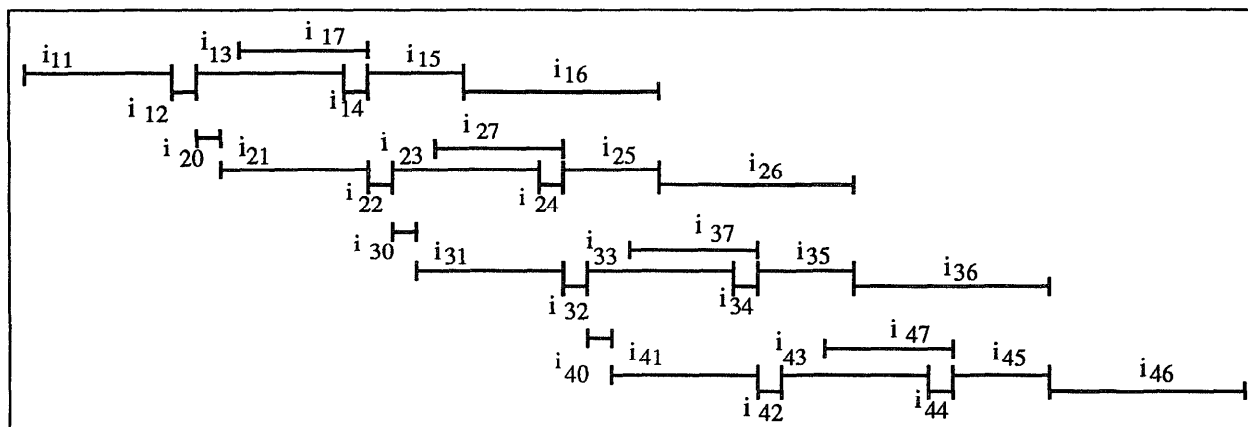 i11 i13 i17 i15 i16
i12 i14
i20 i21 i23 i27 i25 i26
i22 i24
i30 i31 i33 i37 i35 i36
i32 i34
i40 i41 i43 i47 i45 i46
i42 i44